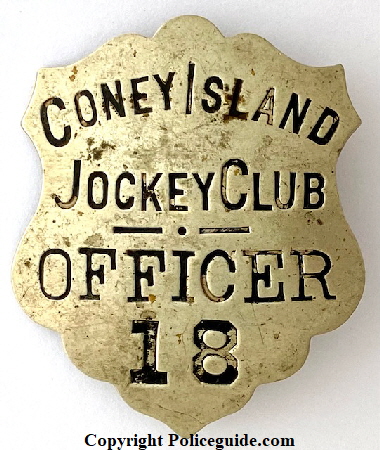 CONEY ISLAND
JOCKEY CLUB
OFFICER
18
Copyright Policeguide.com